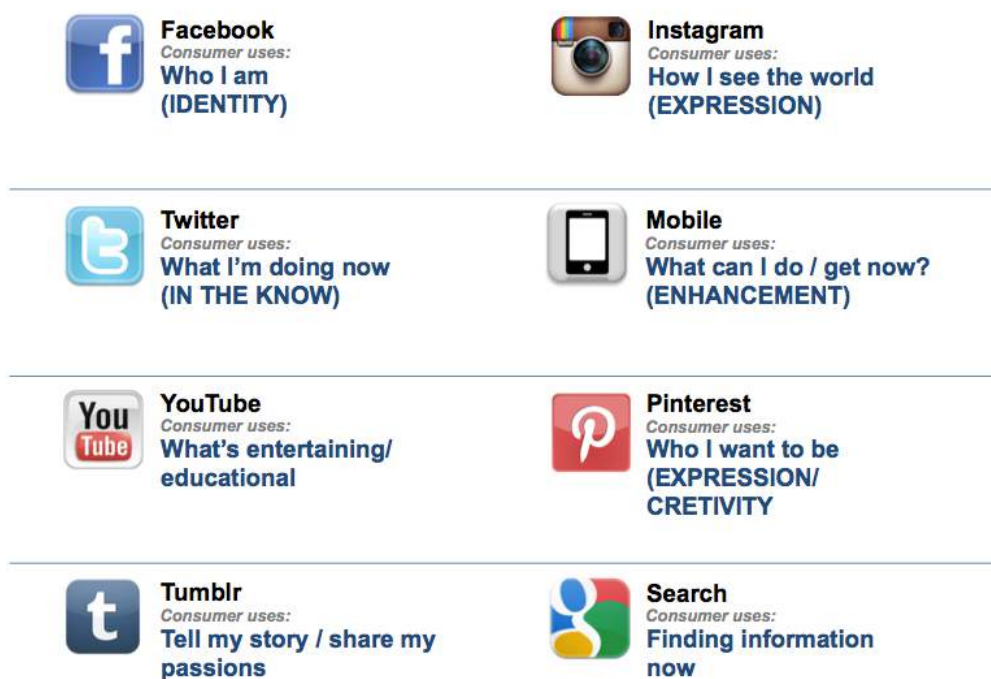 Facebook
Consumer uses:
Who I am
(IDENTITY)
Instagram
Consumer uses:
How I see the world
(EXPRESSION)
Twitter
Consumer uses:
What I'm doing now
(IN THE KNOW)
Mobile
Consumer uses:
What can I do / get now?
(ENHANCEMENT)
You
Tube
YouTube
Consumer uses:
What's entertaining/
educational
Pinterest
Consumer uses:
Who I want to be
(EXPRESSION/
CRETIVITY
Tumblr
Consumer uses:
Tell my story / share my
passions
Search
Consumer uses:
Finding information
now